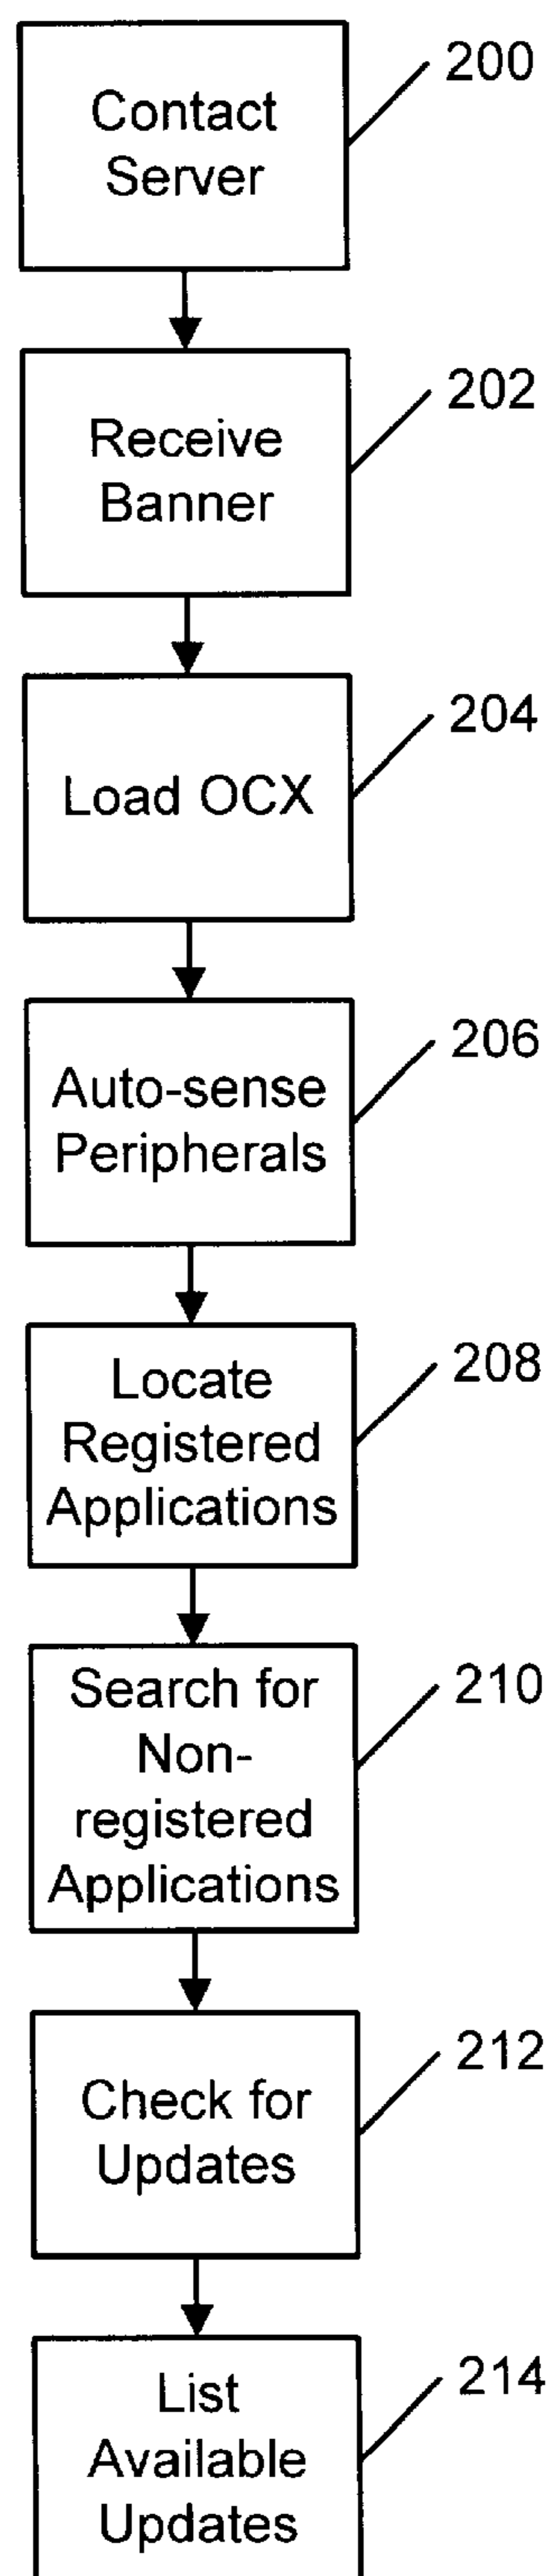 200
Contact
Server
202
Receive
Banner
204
Load OCX
206
Auto-sense
Peripherals
208
Locate
Registered
Applications
210
Search for
Non-
registered
Applications
212
Check for
Updates
214
List
Available
Updates